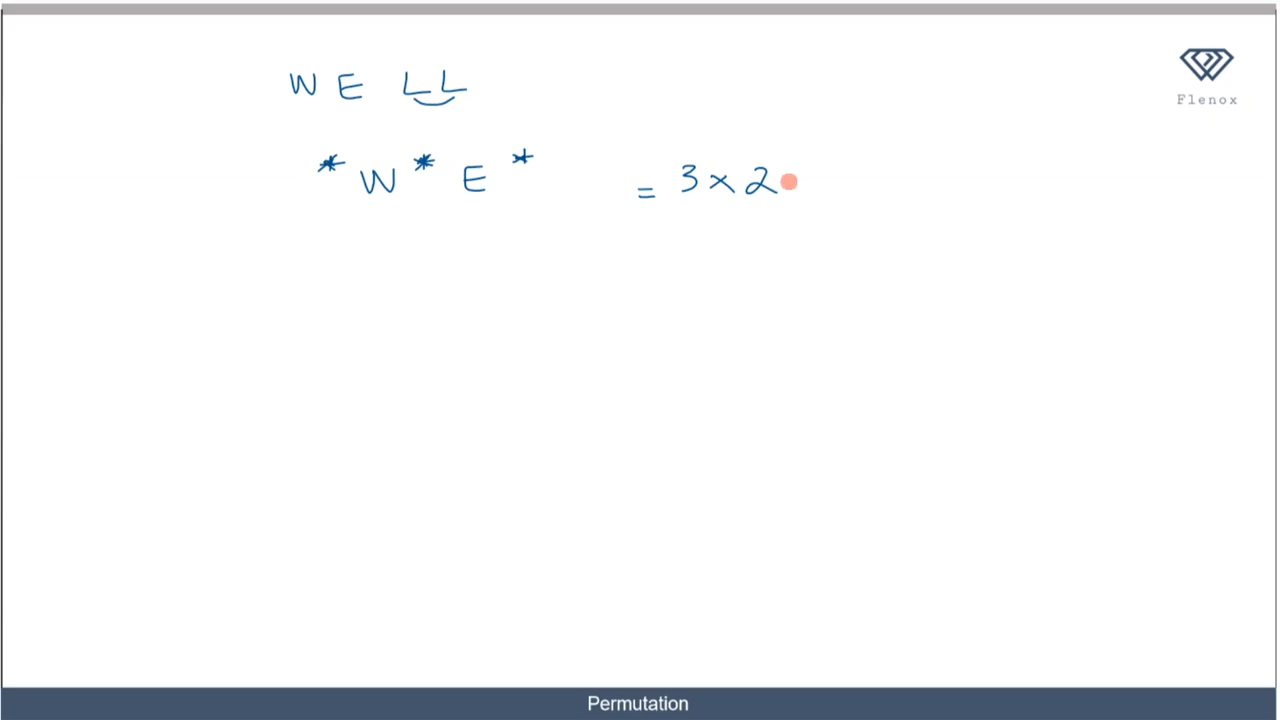 W E L L
Flenox
* W * E * = 3 × 2
Permutation